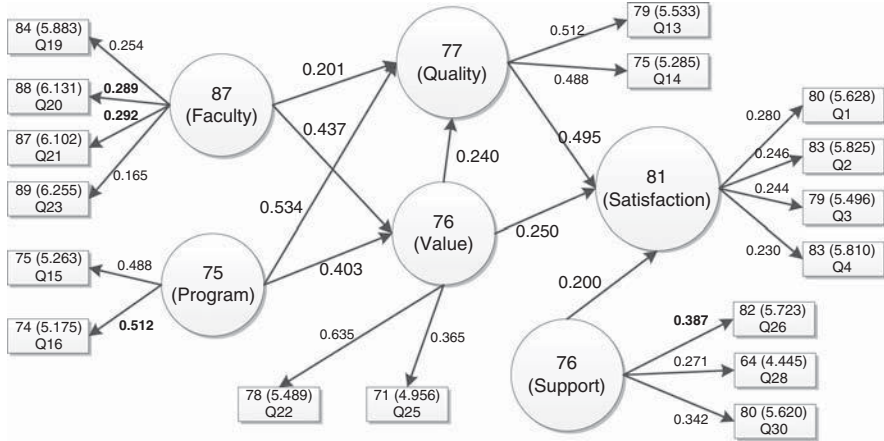 84 (5.883)
Q19
0.254
88 (6.131)
Q20
0.289
87 (6.102)
Q21
0.292
89 (6.255)
Q23
0.165
87
(Faculty)
0.201
0.437
77
(Quality)
0.512
79 (5.533)
Q13
0.488
75 (5.285)
Q14
0.495
0.240
0.534
75 (5.263)
Q15
0.488
74 (5.175)
Q16
0.512
75
(Program)
0.403
76
(Value)
0.250
0.635
0.365
78 (5.489)
Q22
71 (4.956)
Q25
81
(Satisfaction)
0.280
80 (5.628)
Q1
0.246
83 (5.825)
Q2
0.244
79 (5.496)
Q3
0.230
83 (5.810)
Q4
0.200
76
(Support)
0.387
82 (5.723)
Q26
0.271
64 (4.445)
Q28
0.342
80 (5.620)
Q30